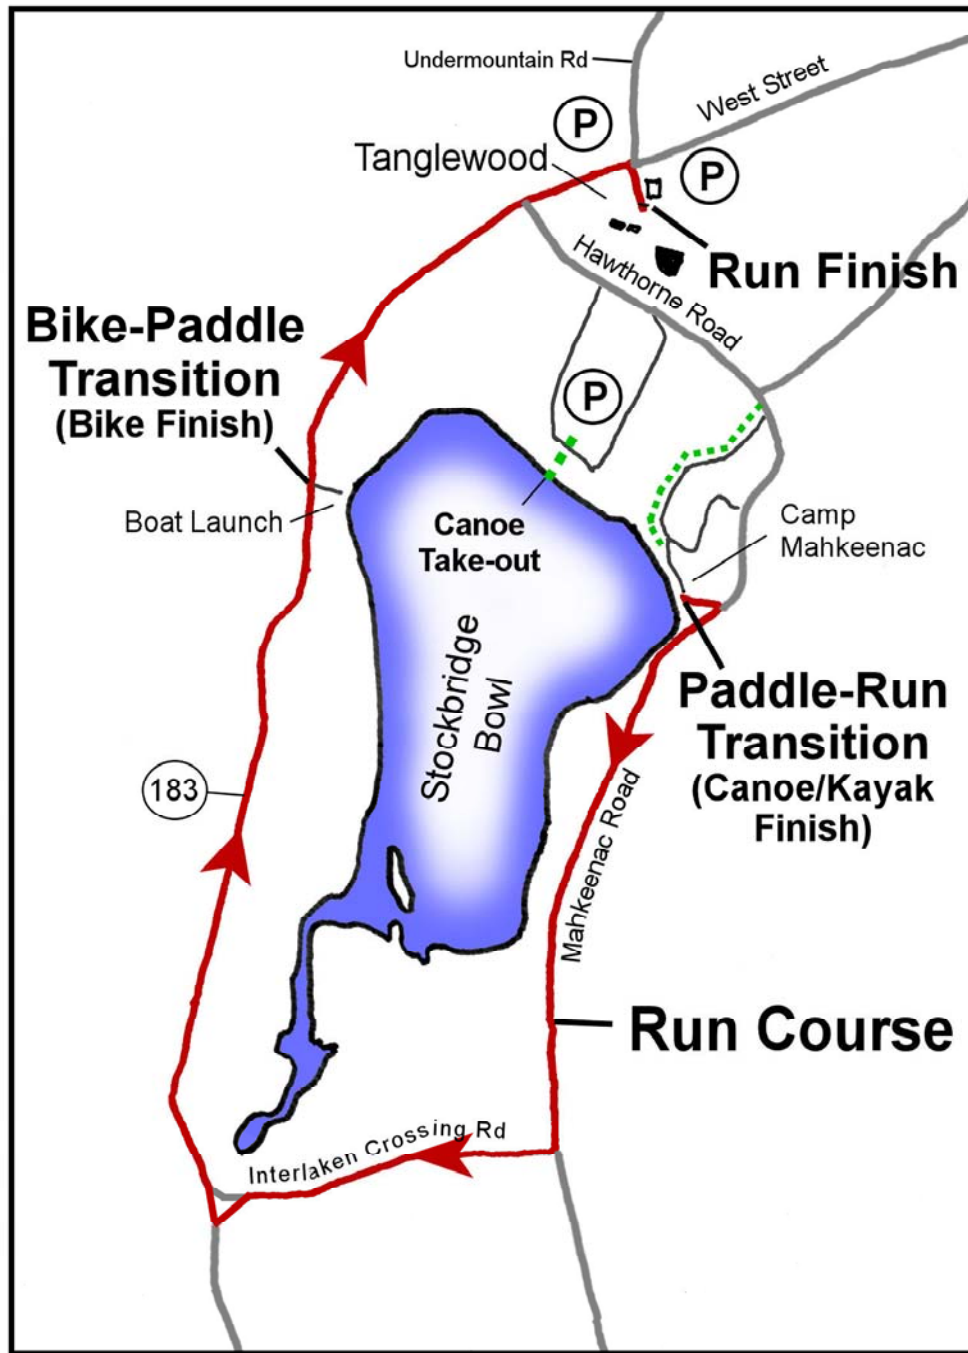 Undermountain Rd
West Street
P
Tanglewood
P
Run Finish
Hawthorne Road
Bike-Paddle
Transition
(Bike Finish)
P
Boat Launch
Canoe
Take-out
Camp
Mahkeenac
Stockbridge
Bowl
Paddle-Run
Transition
(Canoe/Kayak
Finish)
183
Mahkeenac Road
Run Course
Interlaken Crossing Rd